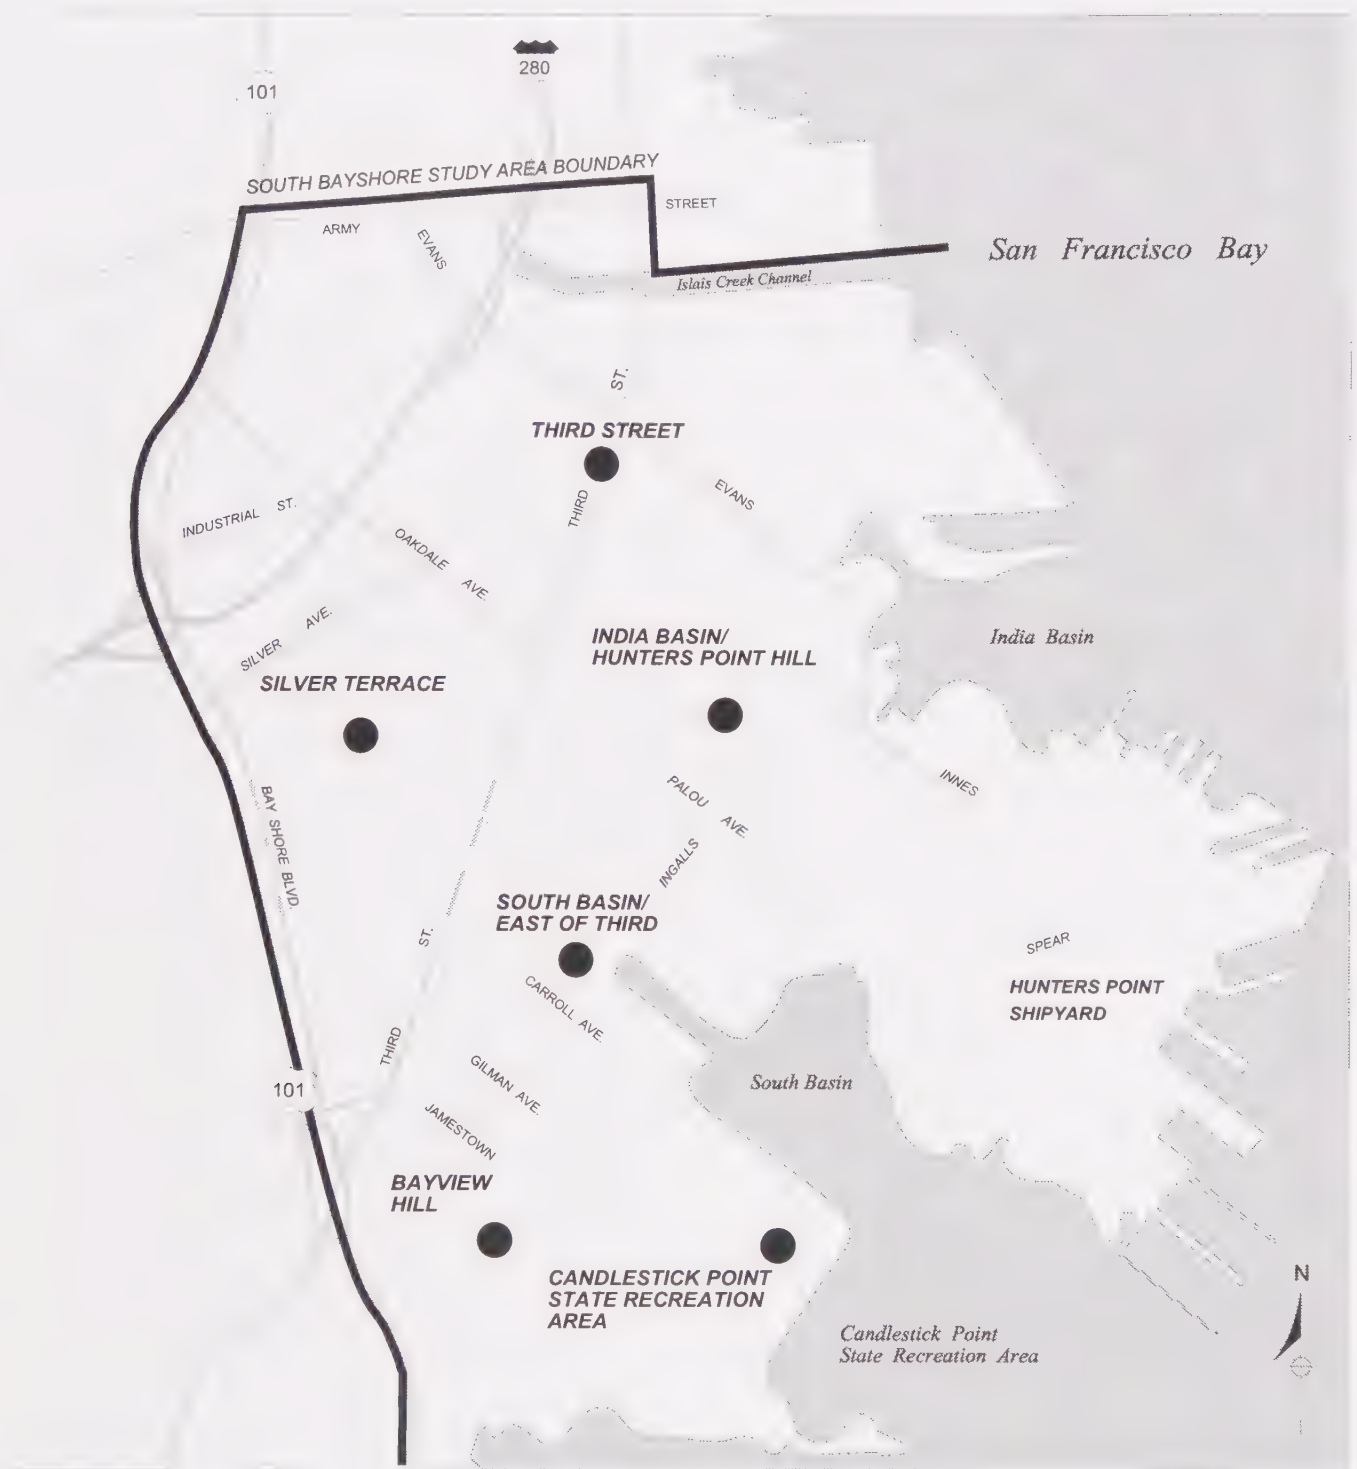 280
101
SOUTH BAYSHORE STUDY AREA BOUNDARY
STREET
ARMY
EVANS
San Francisco Bay
Islais Creek Channel
ST.
THIRD STREET
THIRD
EVANS
INDUSTRIAL ST.
OAKDALE AVE.
SILVER AVE.
INDIA BASIN/
HUNTERS POINT HILL
India Basin
SILVER TERRACE
INNES
PALOU AVE.
BAY SHORE BLVD.
INGALLS
SOUTH BASIN/
EAST OF THIRD
ST.
SPEAR
CARROLL AVE.
HUNTERS POINT
SHIPYARD
THIRD
GILMAN AVE.
South Basin
101
JAMESTOWN
BAYVIEW
HILL
CANDLESTICK POINT
STATE RECREATION
AREA
N
Candlestick Point
State Recreation Area